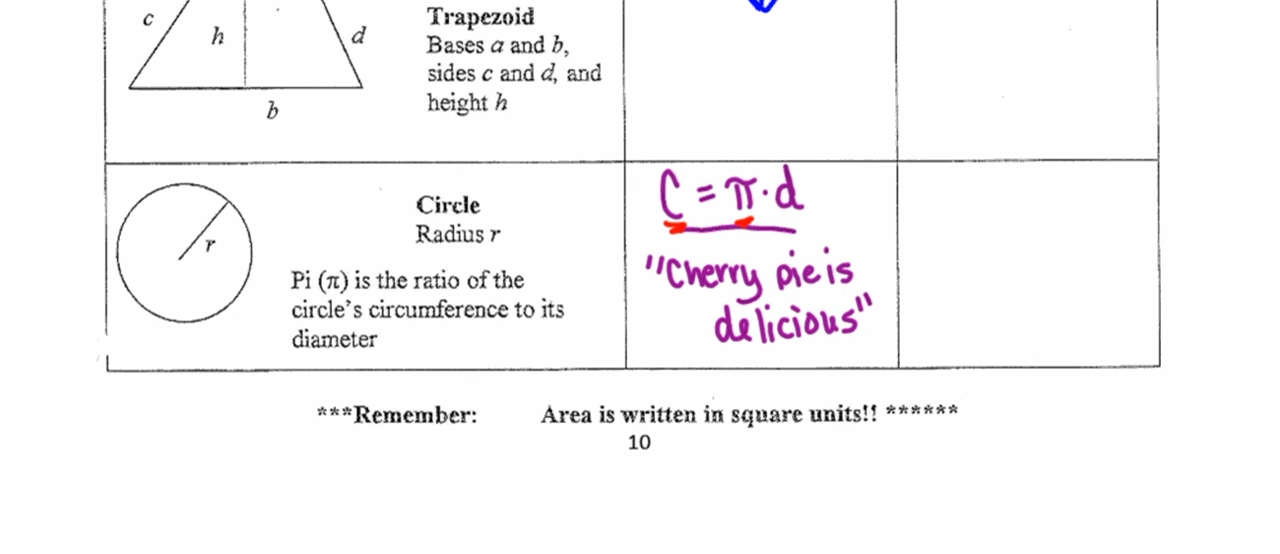 c
h
d
b
Trapezoid
Bases a and b,
sides c and d, and
height h
r
Circle
Radius r
Pi (π) is the ratio of the
circle's circumference to its
diameter
C = π·d
"Cherry pie is
delicious"
***Remember: Area is written in square units!! ******
10